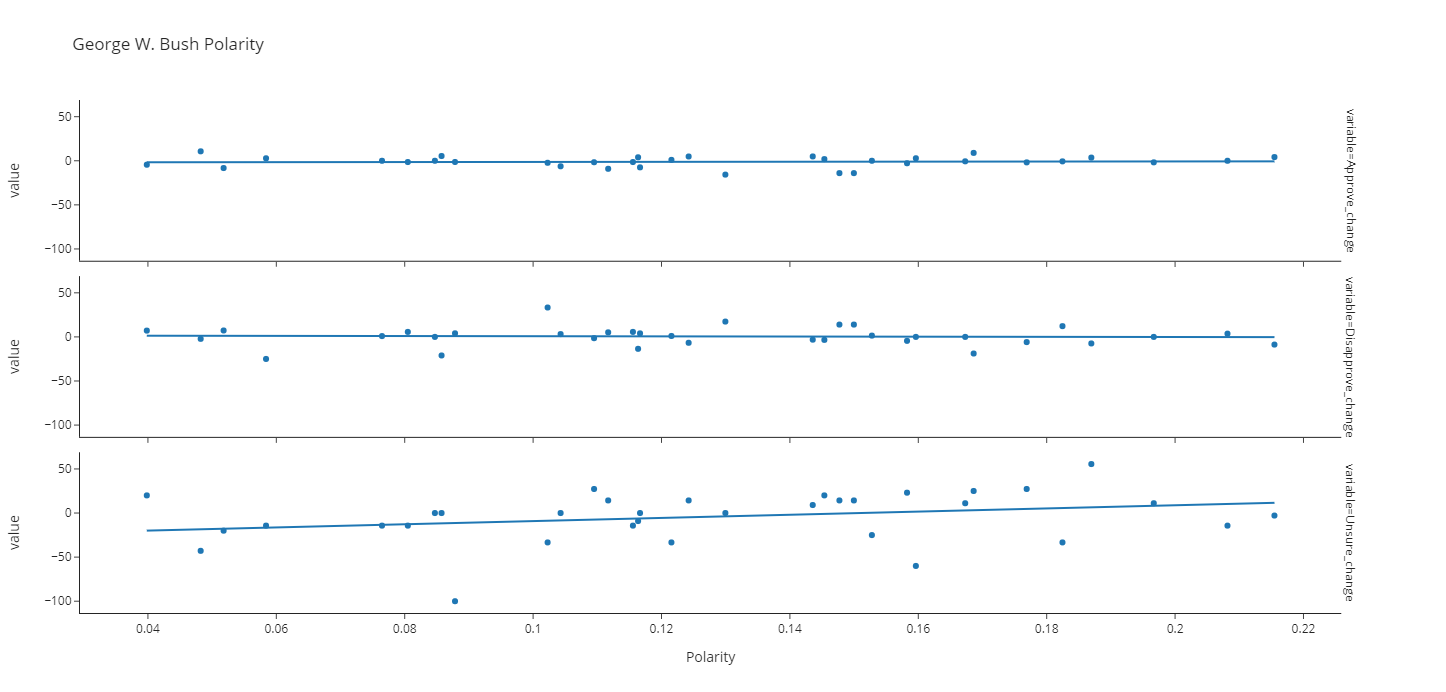 George W. Bush Polarity
50
0
−50
−100
value
variable=Approve_change
50
0
−50
−100
value
variable=Disapprove_change
50
0
−50
−100
value
variable=Unsure_change
0.04 0.06 0.08 0.1 0.12 0.14 0.16 0.18 0.2 0.22
Polarity